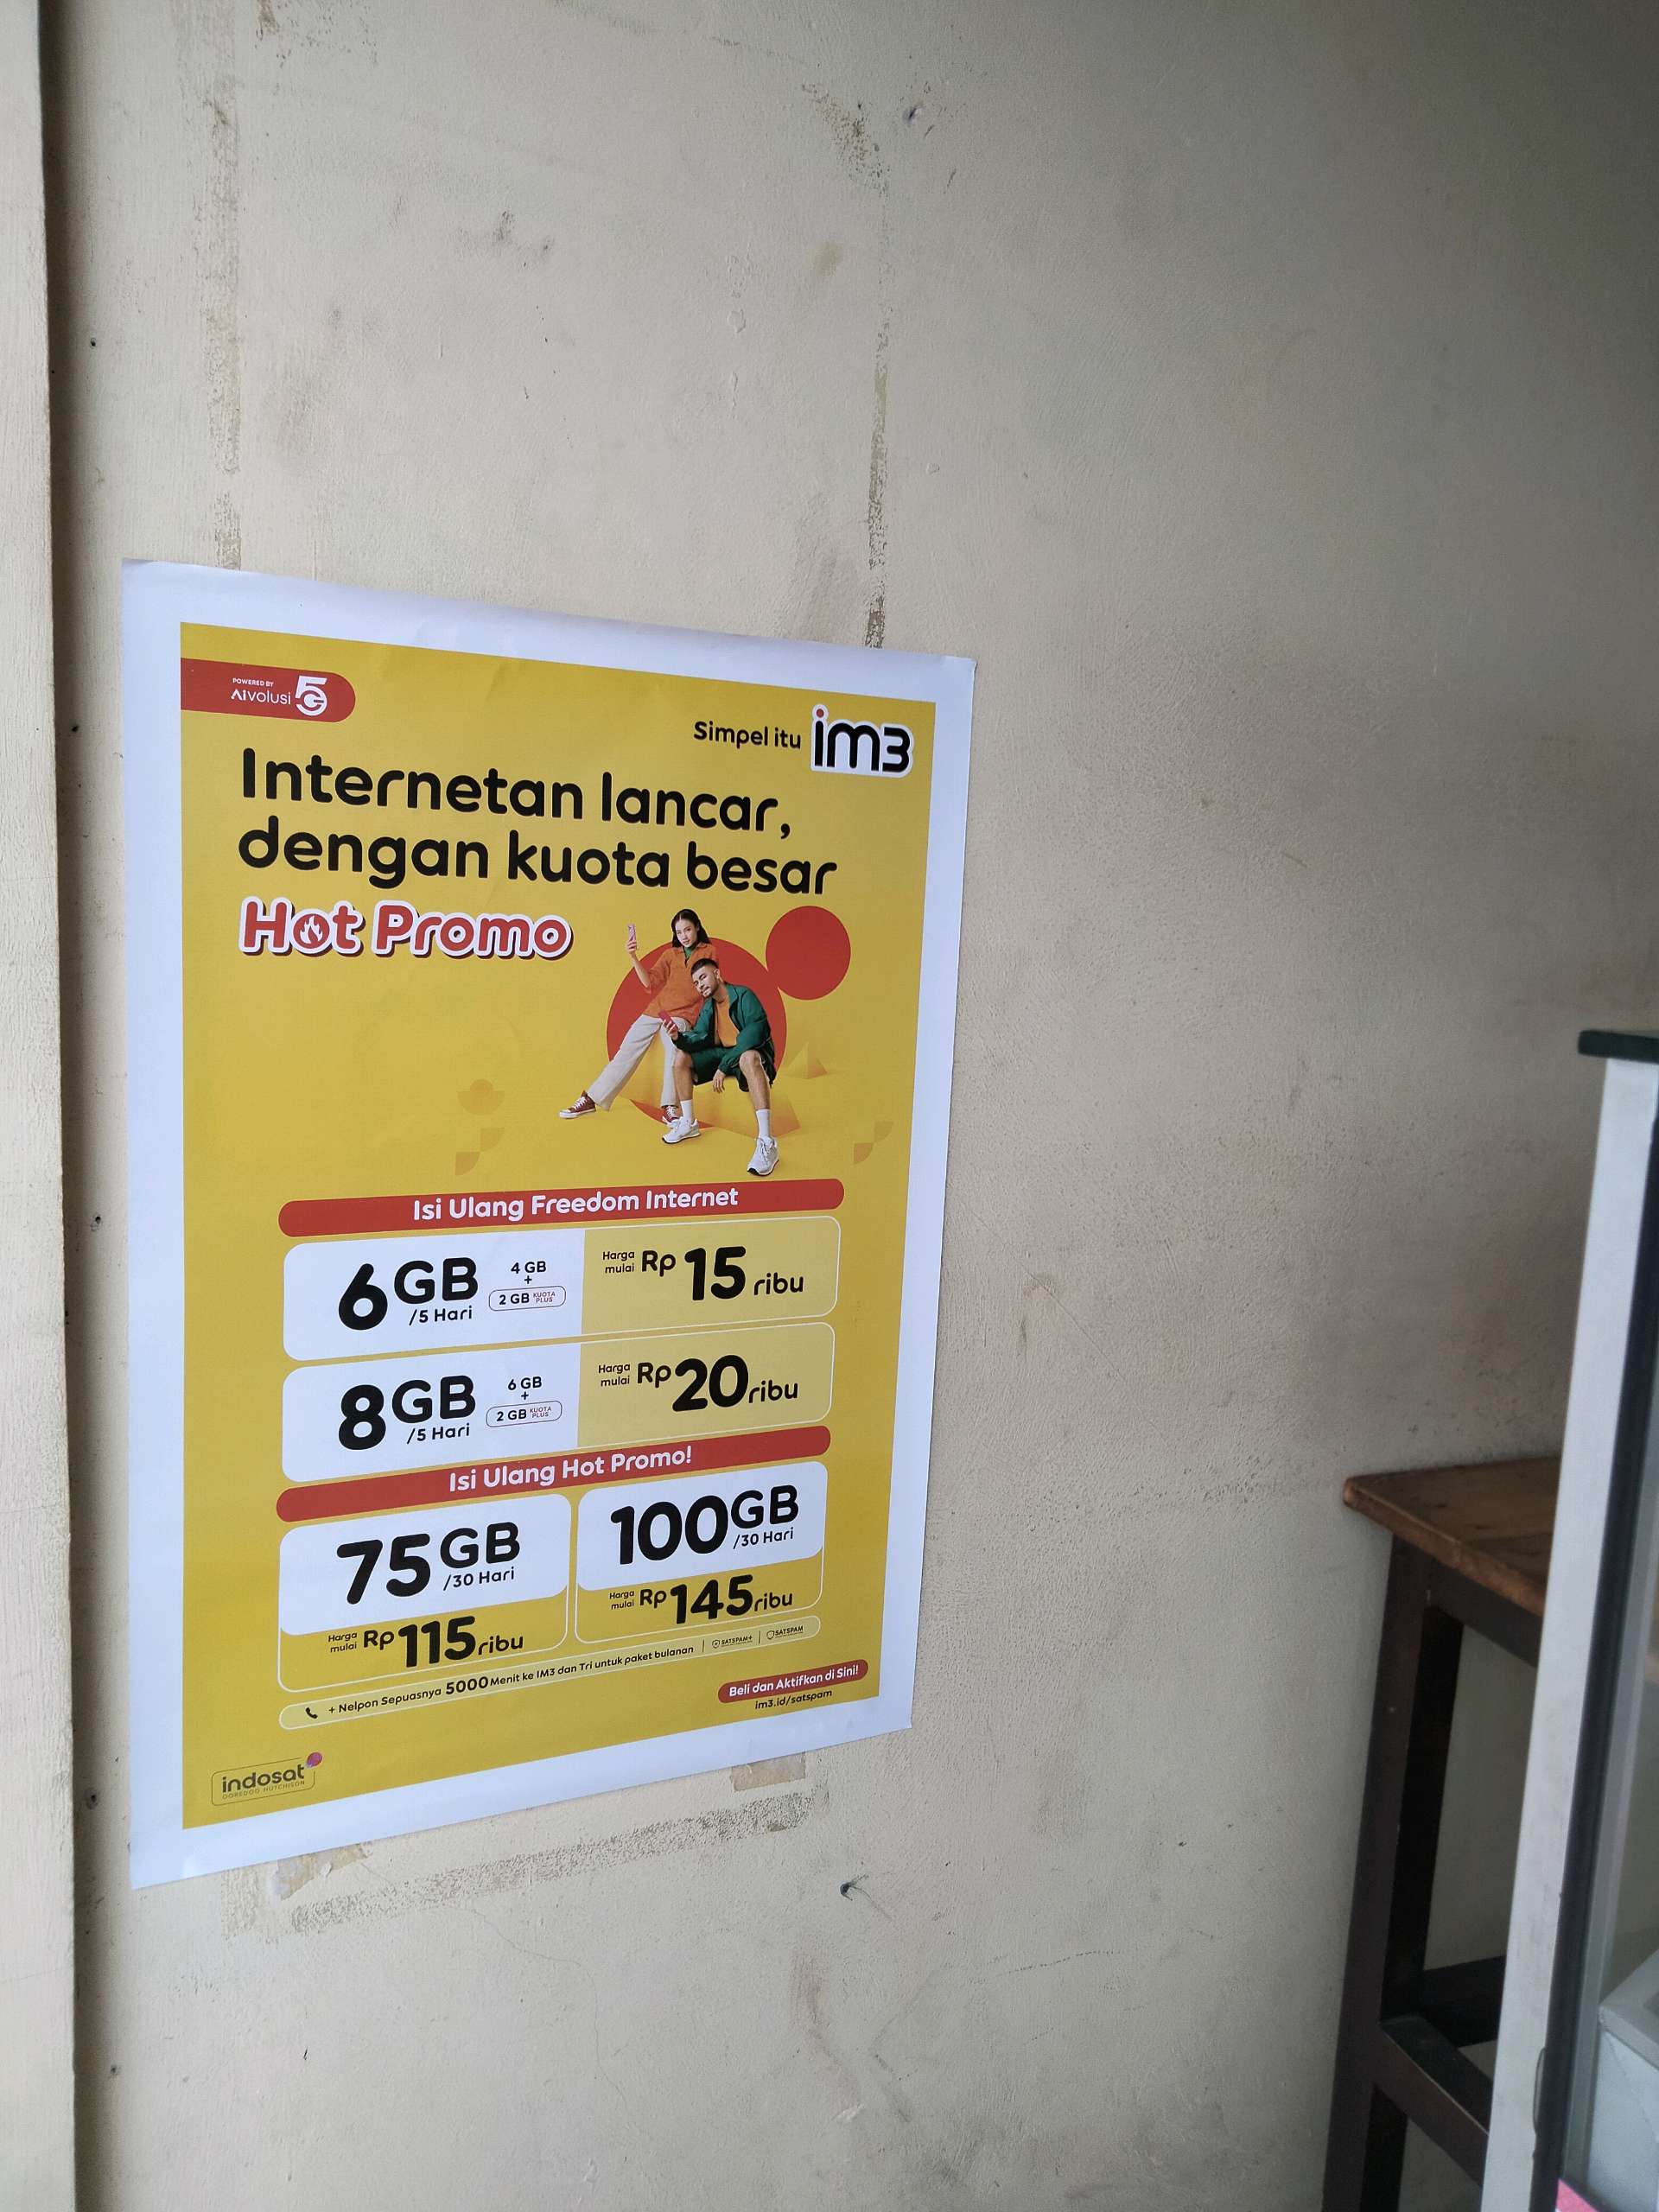 POWERED BY
AIvolusi 5G
Simpel itu im3
Internetan lancar,
dengan kuota besar
Hot Promo
Isi Ulang Freedom Internet
6GB
/5 Hari
4 GB
+
2 GB KUOTA PLUS
Harga mulai Rp 15 ribu
8GB
/5 Hari
6 GB
+
2 GB KUOTA PLUS
Harga mulai Rp 20 ribu
Isi Ulang Hot Promo!
75GB
/30 Hari
Harga mulai Rp 115 ribu
100GB
/30 Hari
Harga mulai Rp 145 ribu
+ Nelpon Sepuasnya 5000 Menit ke IM3 dan Tri untuk paket bulanan | SATSPAM+ | SATSPAM
Beli dan Aktifkan di Sini!
im3.id/satspam
indosat
OOREDOO HUTCHISON